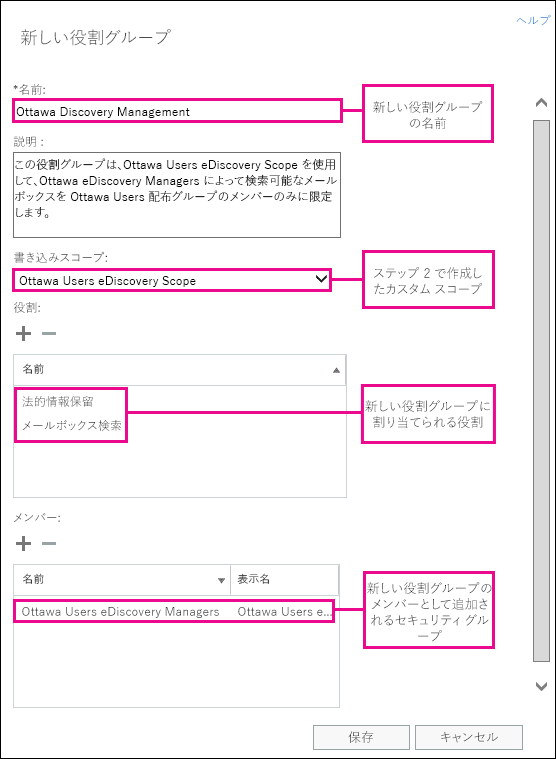 ヘルプ
新しい役割グループ
*名前:
Ottawa Discovery Management
新しい役割グループ
の名前
説明 :
この役割グループは、Ottawa Users eDiscovery Scope を使用
して、Ottawa eDiscovery Managers によって検索可能なメール
ボックスを Ottawa Users 配布グループのメンバーのみに限定
します。
書き込みスコープ:
Ottawa Users eDiscovery Scope
ステップ 2 で作成し
たカスタム スコープ
役割:
名前
法的情報保留
メールボックス検索
新しい役割グループに
割り当てられる役割
メンバー:
名前
表示名
Ottawa Users eDiscovery Managers
Ottawa Users e...
新しい役割グループの
メンバーとして追加さ
れるセキュリティ グル
ープ
保存
キャンセル